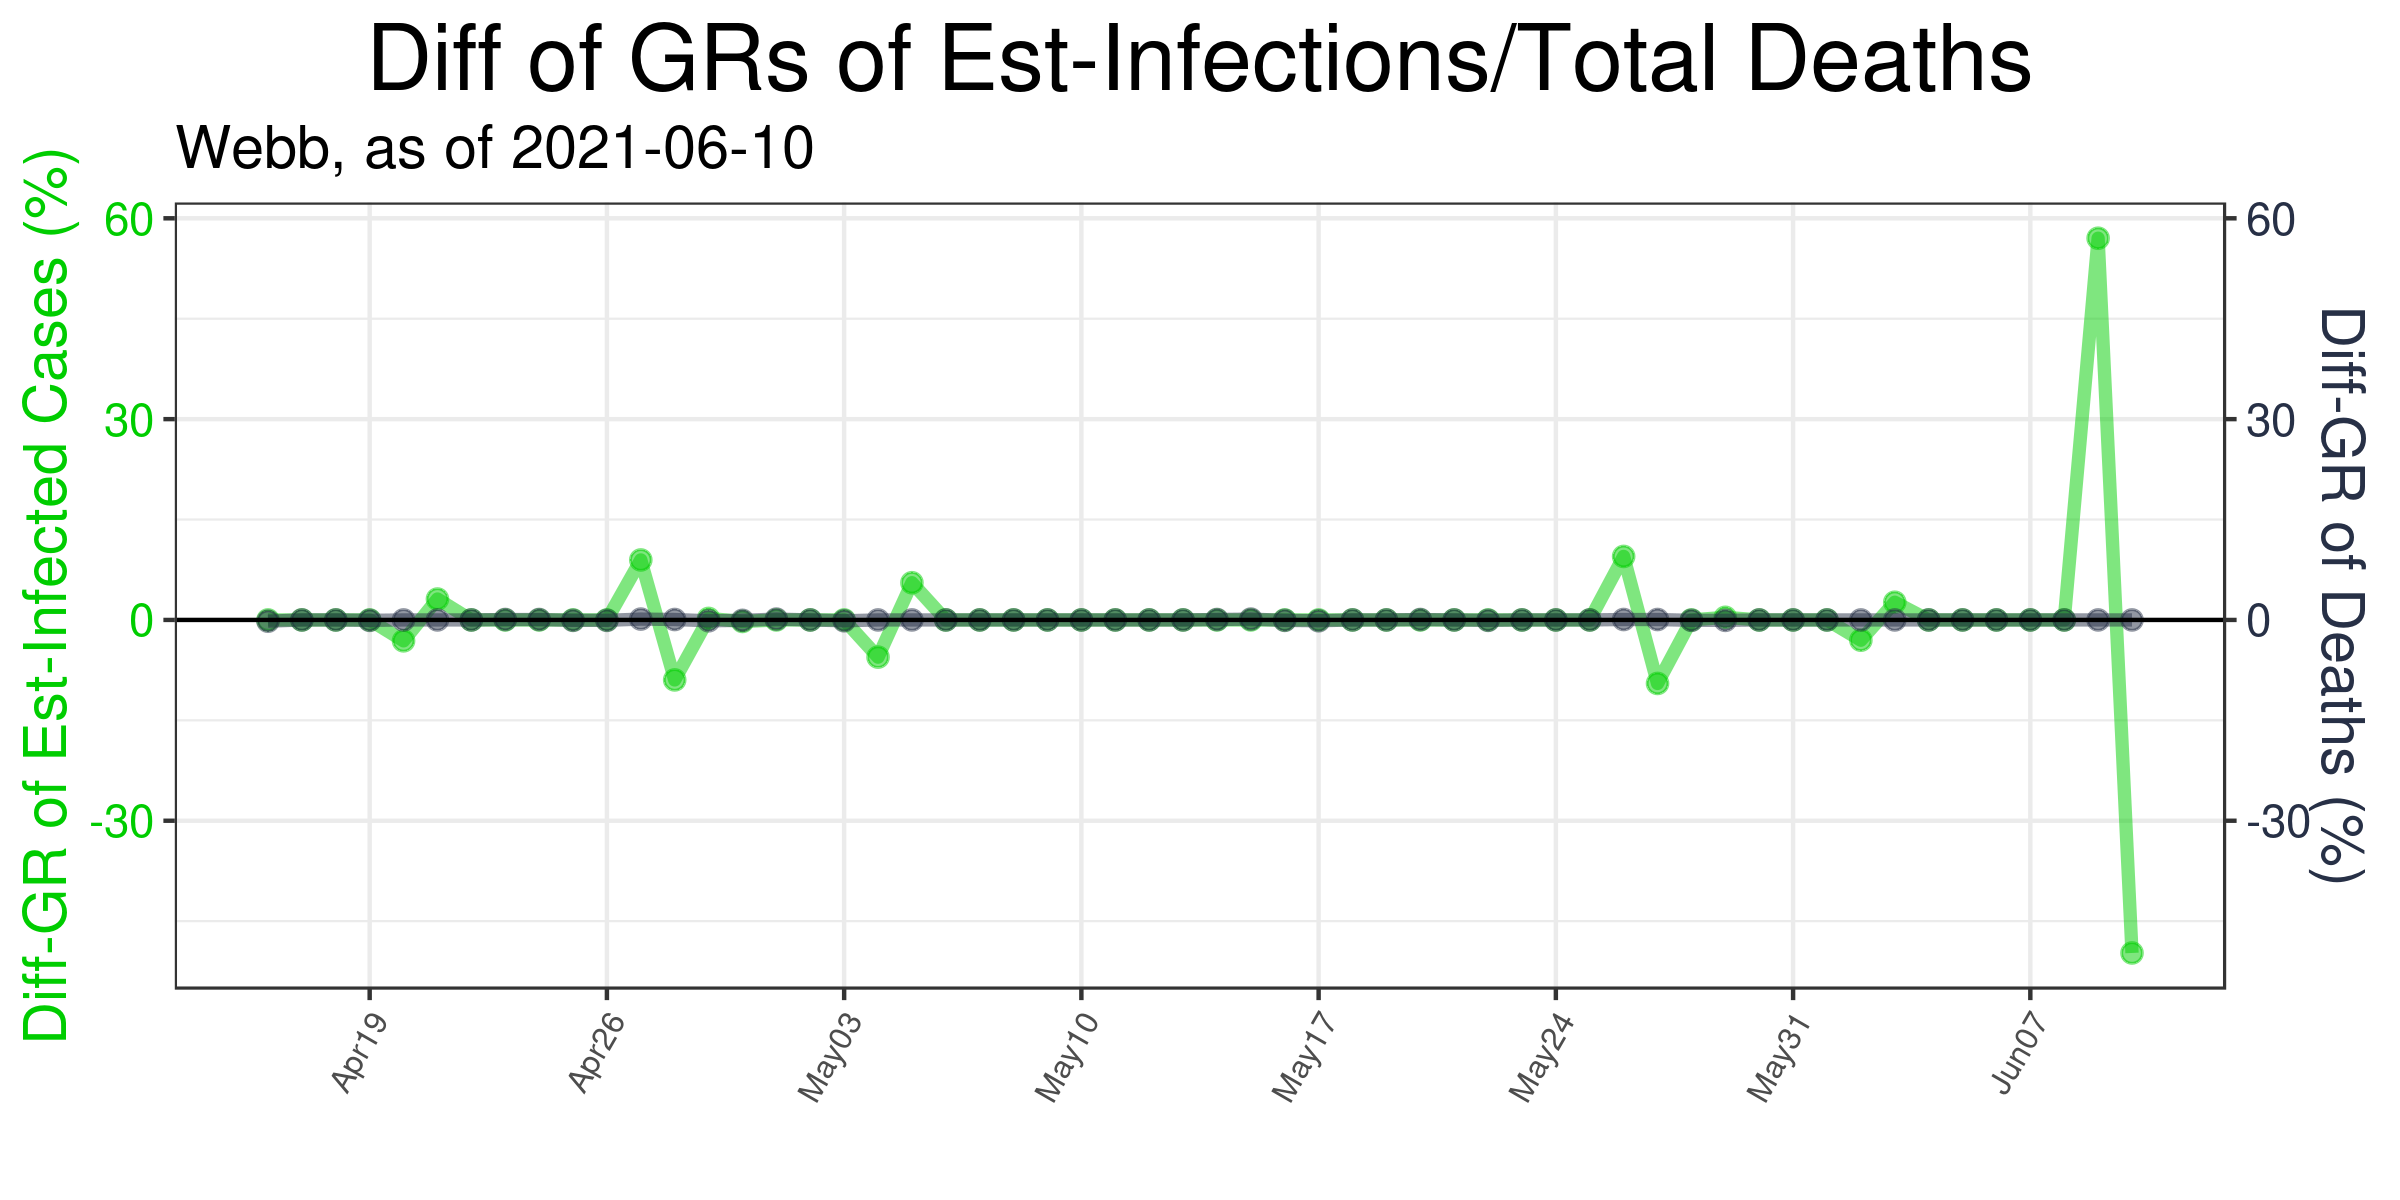 Diff of GRs of Est-Infections/Total Deaths
Webb, as of 2021-06-10
Diff-GR of Est-Infected Cases (%)
60
30
0
-30
60
30
0
-30
Diff-GR of Deaths (%)
Apr19
Apr26
May03
May10
May17
May24
May31
Jun07